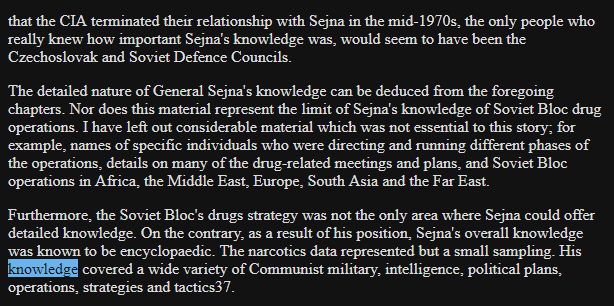 that the CIA terminated their relationship with Sejna in the mid-1970s, the only people who
really knew how important Sejna's knowledge was, would seem to have been the
Czechoslovak and Soviet Defence Councils.
The detailed nature of General Sejna's knowledge can be deduced from the foregoing
chapters. Nor does this material represent the limit of Sejna's knowledge of Soviet Bloc drug
operations. I have left out considerable material which was not essential to this story; for
example, names of specific individuals who were directing and running different phases of
the operations, details on many of the drug-related meetings and plans, and Soviet Bloc
operations in Africa, the Middle East, Europe, South Asia and the Far East.
Furthermore, the Soviet Bloc's drugs strategy was not the only area where Sejna could offer
detailed knowledge. On the contrary, as a result of his position, Sejna's overall knowledge
was known to be encyclopaedic. The narcotics data represented but a small sampling. His
knowledge covered a wide variety of Communist military, intelligence, political plans,
operations, strategies and tactics37.